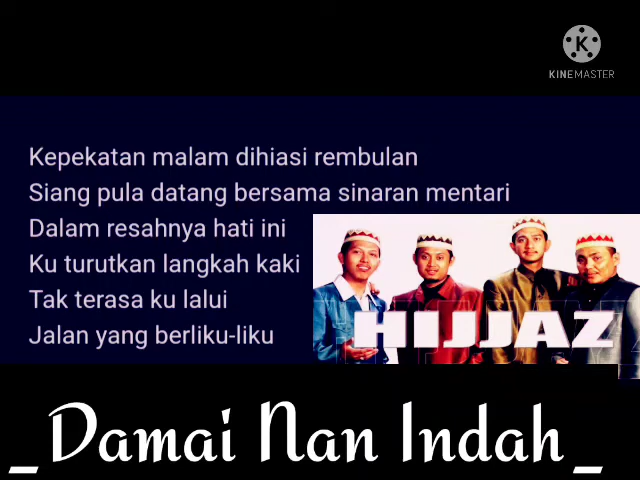 KINEMASTER
Kepekatan malam dihiasi rembulan
Siang pula datang bersama sinaran mentari
Dalam resahnya hati ini
Ku turutkan langkah kaki
Tak terasa ku lalui
Jalan yang berliku-liku
HIJJAZ
_Damai Nan Indah_